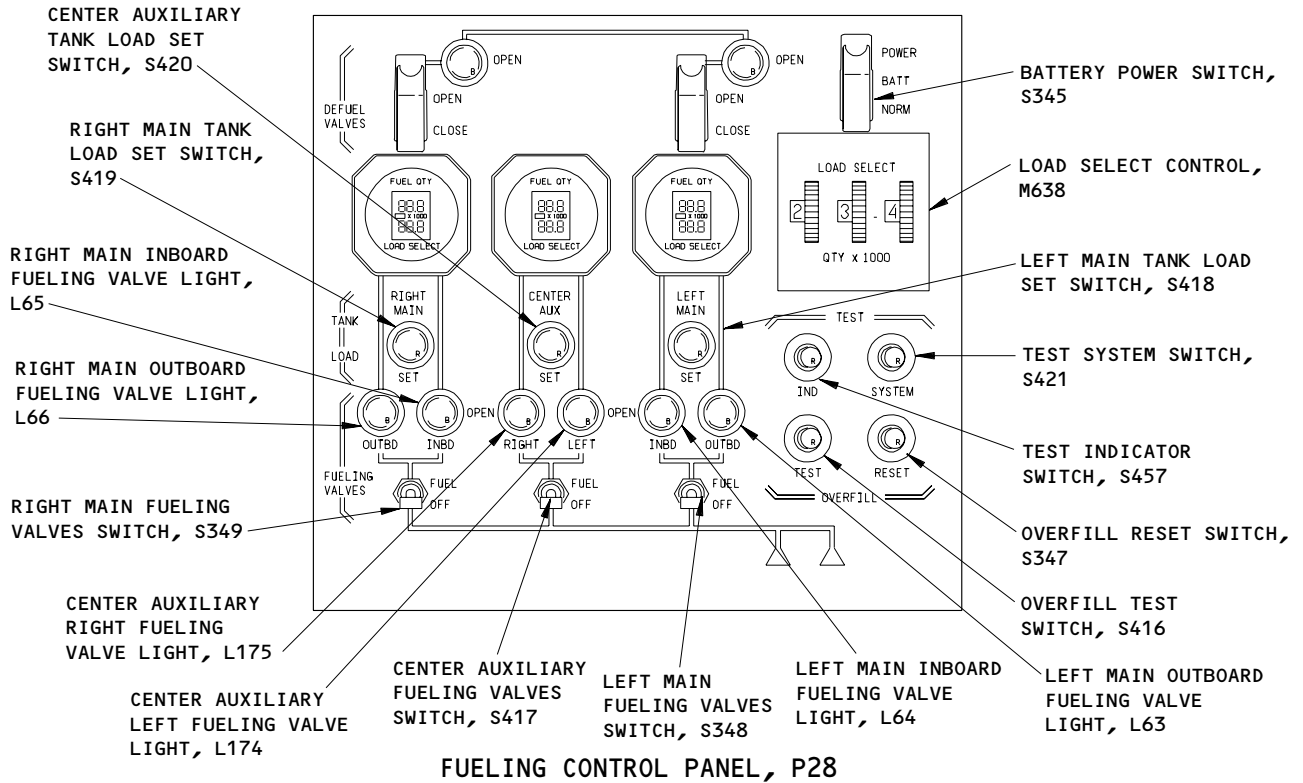 CENTER AUXILIARY
TANK LOAD SET
SWITCH, S420
RIGHT MAIN TANK
LOAD SET SWITCH,
S419
RIGHT MAIN INBOARD
FUELING VALVE LIGHT,
L65
RIGHT MAIN OUTBOARD
FUELING VALVE LIGHT,
L66
RIGHT MAIN FUELING
VALVES SWITCH, S349
CENTER AUXILIARY
RIGHT FUELING
VALVE LIGHT, L175
CENTER AUXILIARY
LEFT FUELING VALVE
LIGHT, L174
DEFUEL
VALVES
B
OPEN
OPEN
CLOSE
B
OPEN
OPEN
CLOSE
POWER
BATT
NORM
FUEL QTY
88.8
X 1000
88.8
LOAD SELECT
FUEL QTY
88.8
X 1000
88.8
LOAD SELECT
FUEL QTY
88.8
X 1000
88.8
LOAD SELECT
LOAD SELECT
2 3 . 4
QTY X 1000
TANK
LOAD
RIGHT
MAIN
R
SET
CENTER
AUX
R
SET
LEFT
MAIN
R
SET
TEST
R
IND
R
SYSTEM
R
TEST
R
RESET
OVERFILL
FUELING
VALVES
B
OUTBD
B
INBD
OPEN
B
RIGHT
B
LEFT
OPEN
B
INBD
B
OUTBD
FUEL
OFF
FUEL
OFF
FUEL
OFF
BATTERY POWER SWITCH,
S345
LOAD SELECT CONTROL,
M638
LEFT MAIN TANK LOAD
SET SWITCH, S418
TEST SYSTEM SWITCH,
S421
TEST INDICATOR
SWITCH, S457
OVERFILL RESET SWITCH,
S347
OVERFILL TEST
SWITCH, S416
LEFT MAIN OUTBOARD
FUELING VALVE
LIGHT, L63
LEFT MAIN INBOARD
FUELING VALVE
LIGHT, L64
LEFT MAIN
FUELING VALVES
SWITCH, S348
CENTER AUXILIARY
FUELING VALVES
SWITCH, S417
FUELING CONTROL PANEL, P28